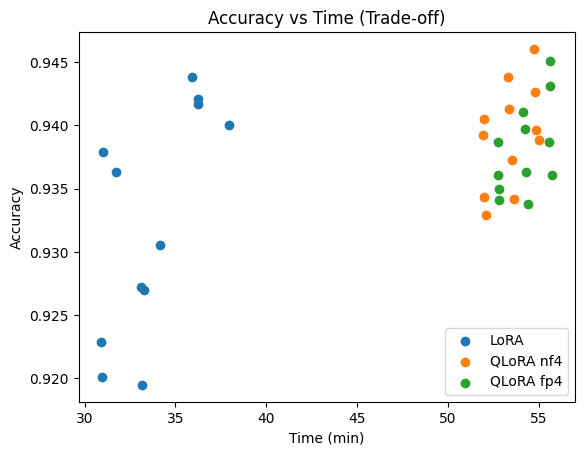 Accuracy vs Time (Trade-off)
0.945
0.940
0.935
0.930
0.925
0.920
Accuracy
LoRA
QLoRA nf4
QLoRA fp4
30 35 40 45 50 55
Time (min)